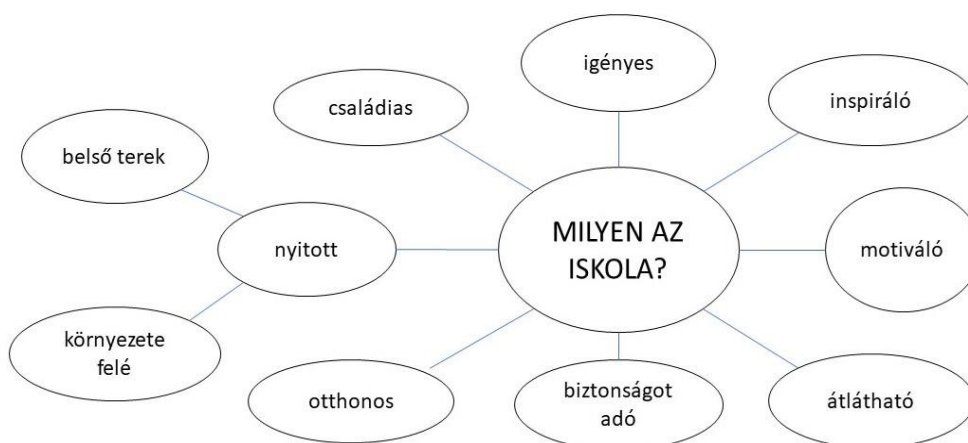 igényes
családias
inspiráló
belső terek
MILYEN AZ
ISKOLA?
nyitott
motiváló
környezete
felé
otthonos
biztonságot
adó
átlátható